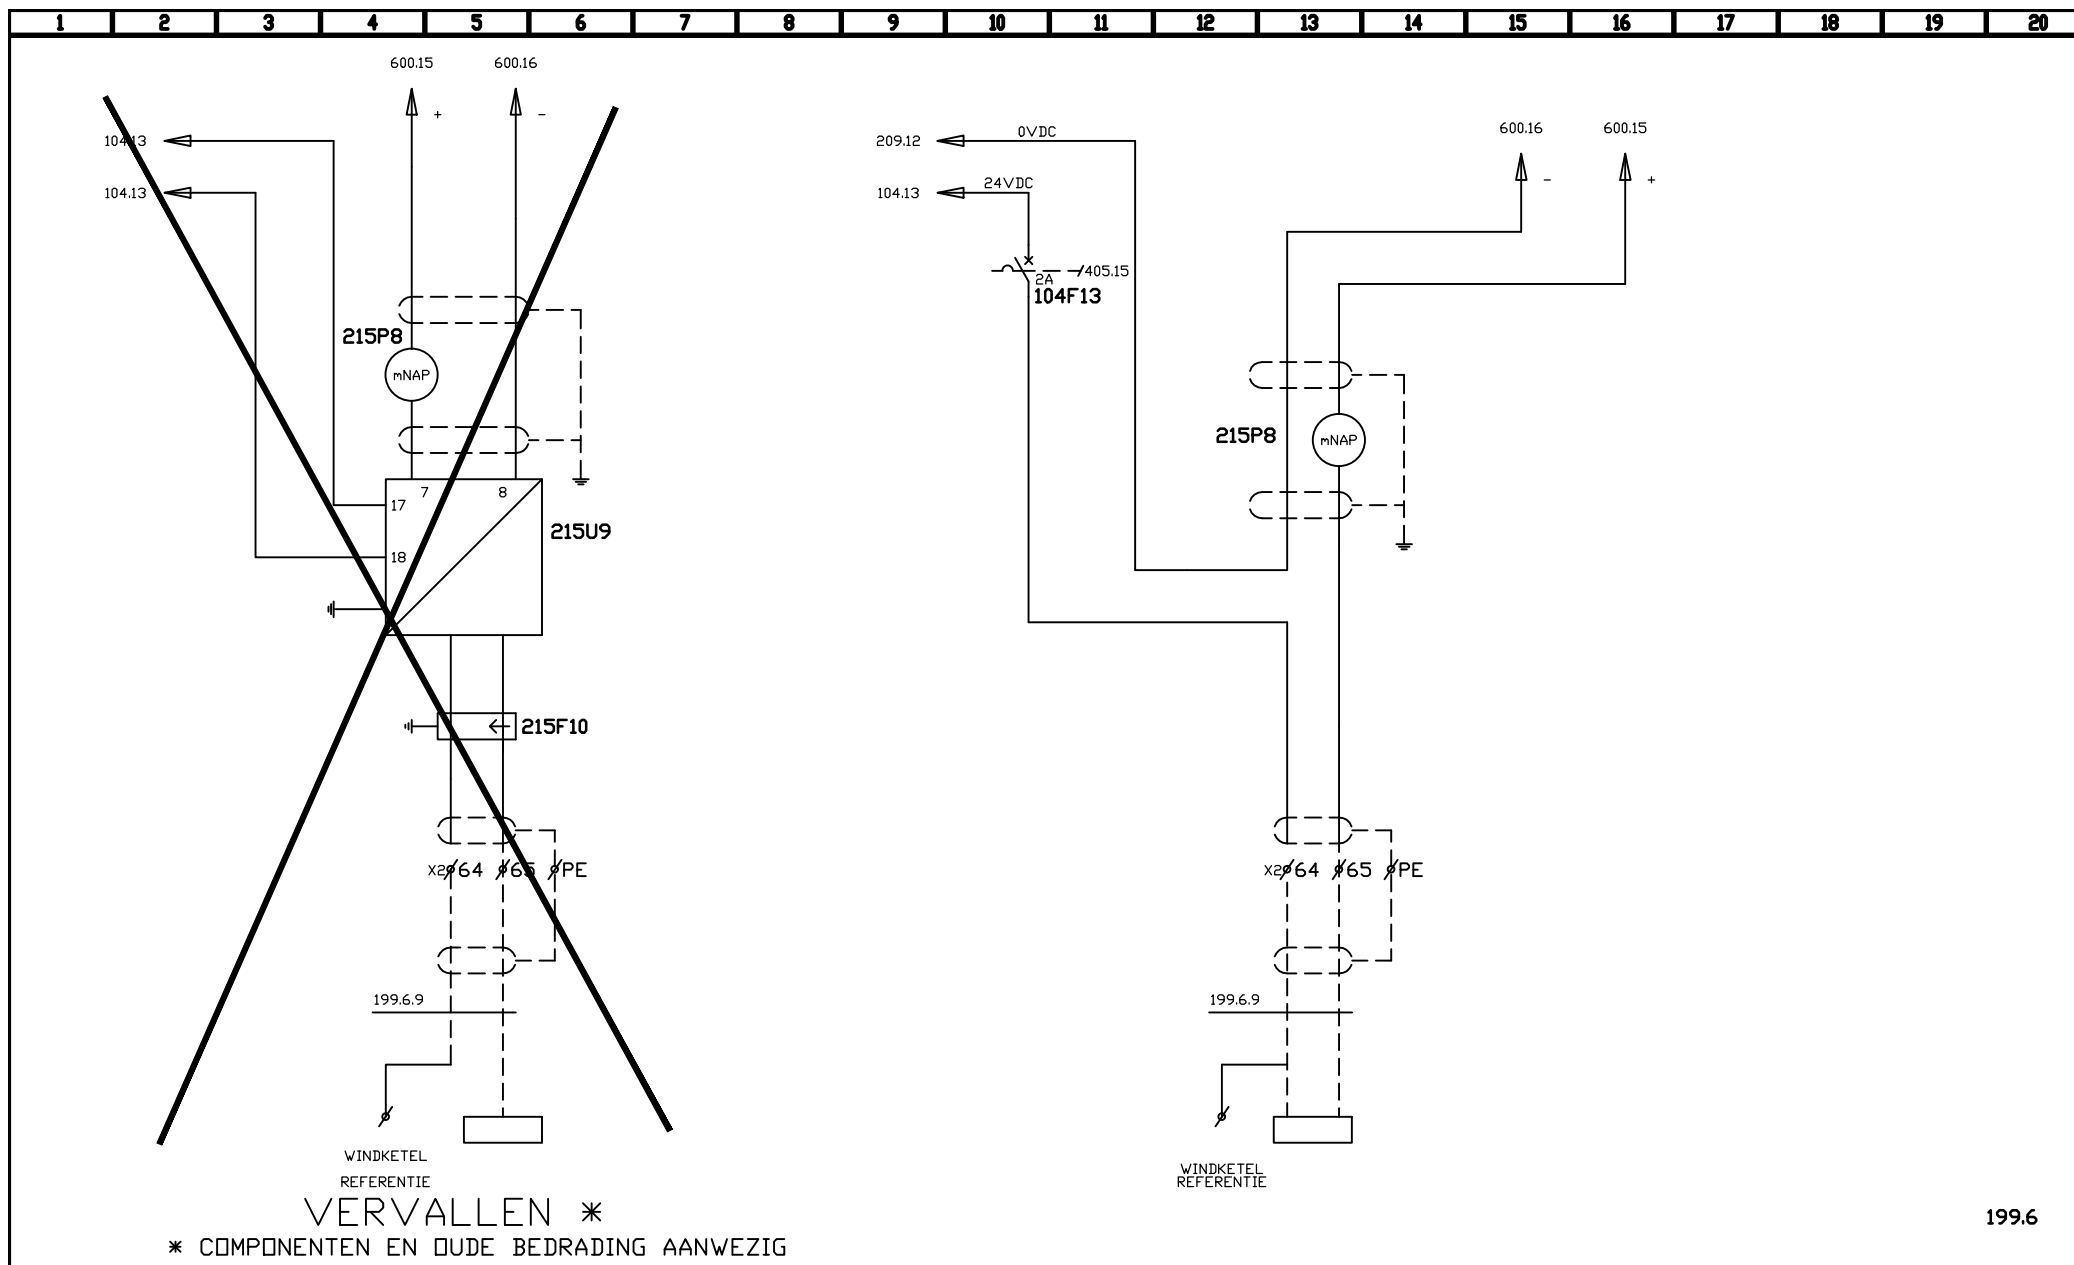 1 2 3 4 5 6 7 8 9 10 11 12 13 14 15 16 17 18 19 20
600.15 600.16
+ -
104.13
104.13
215P8
mNAP
7 8
17
18
215U9
215F10
X2 64 65 PE
199.6.9
WINDKETEL
REFERENTIE
VERVALLEN *
* COMPONENTEN EN OUDE BEDRADING AANWEZIG
209.12 0VDC
104.13 24VDC
2A /405.15
104F13
600.16 600.15
- +
215P8
mNAP
X2 64 65 PE
199.6.9
WINDKETEL
REFERENTIE
199.6